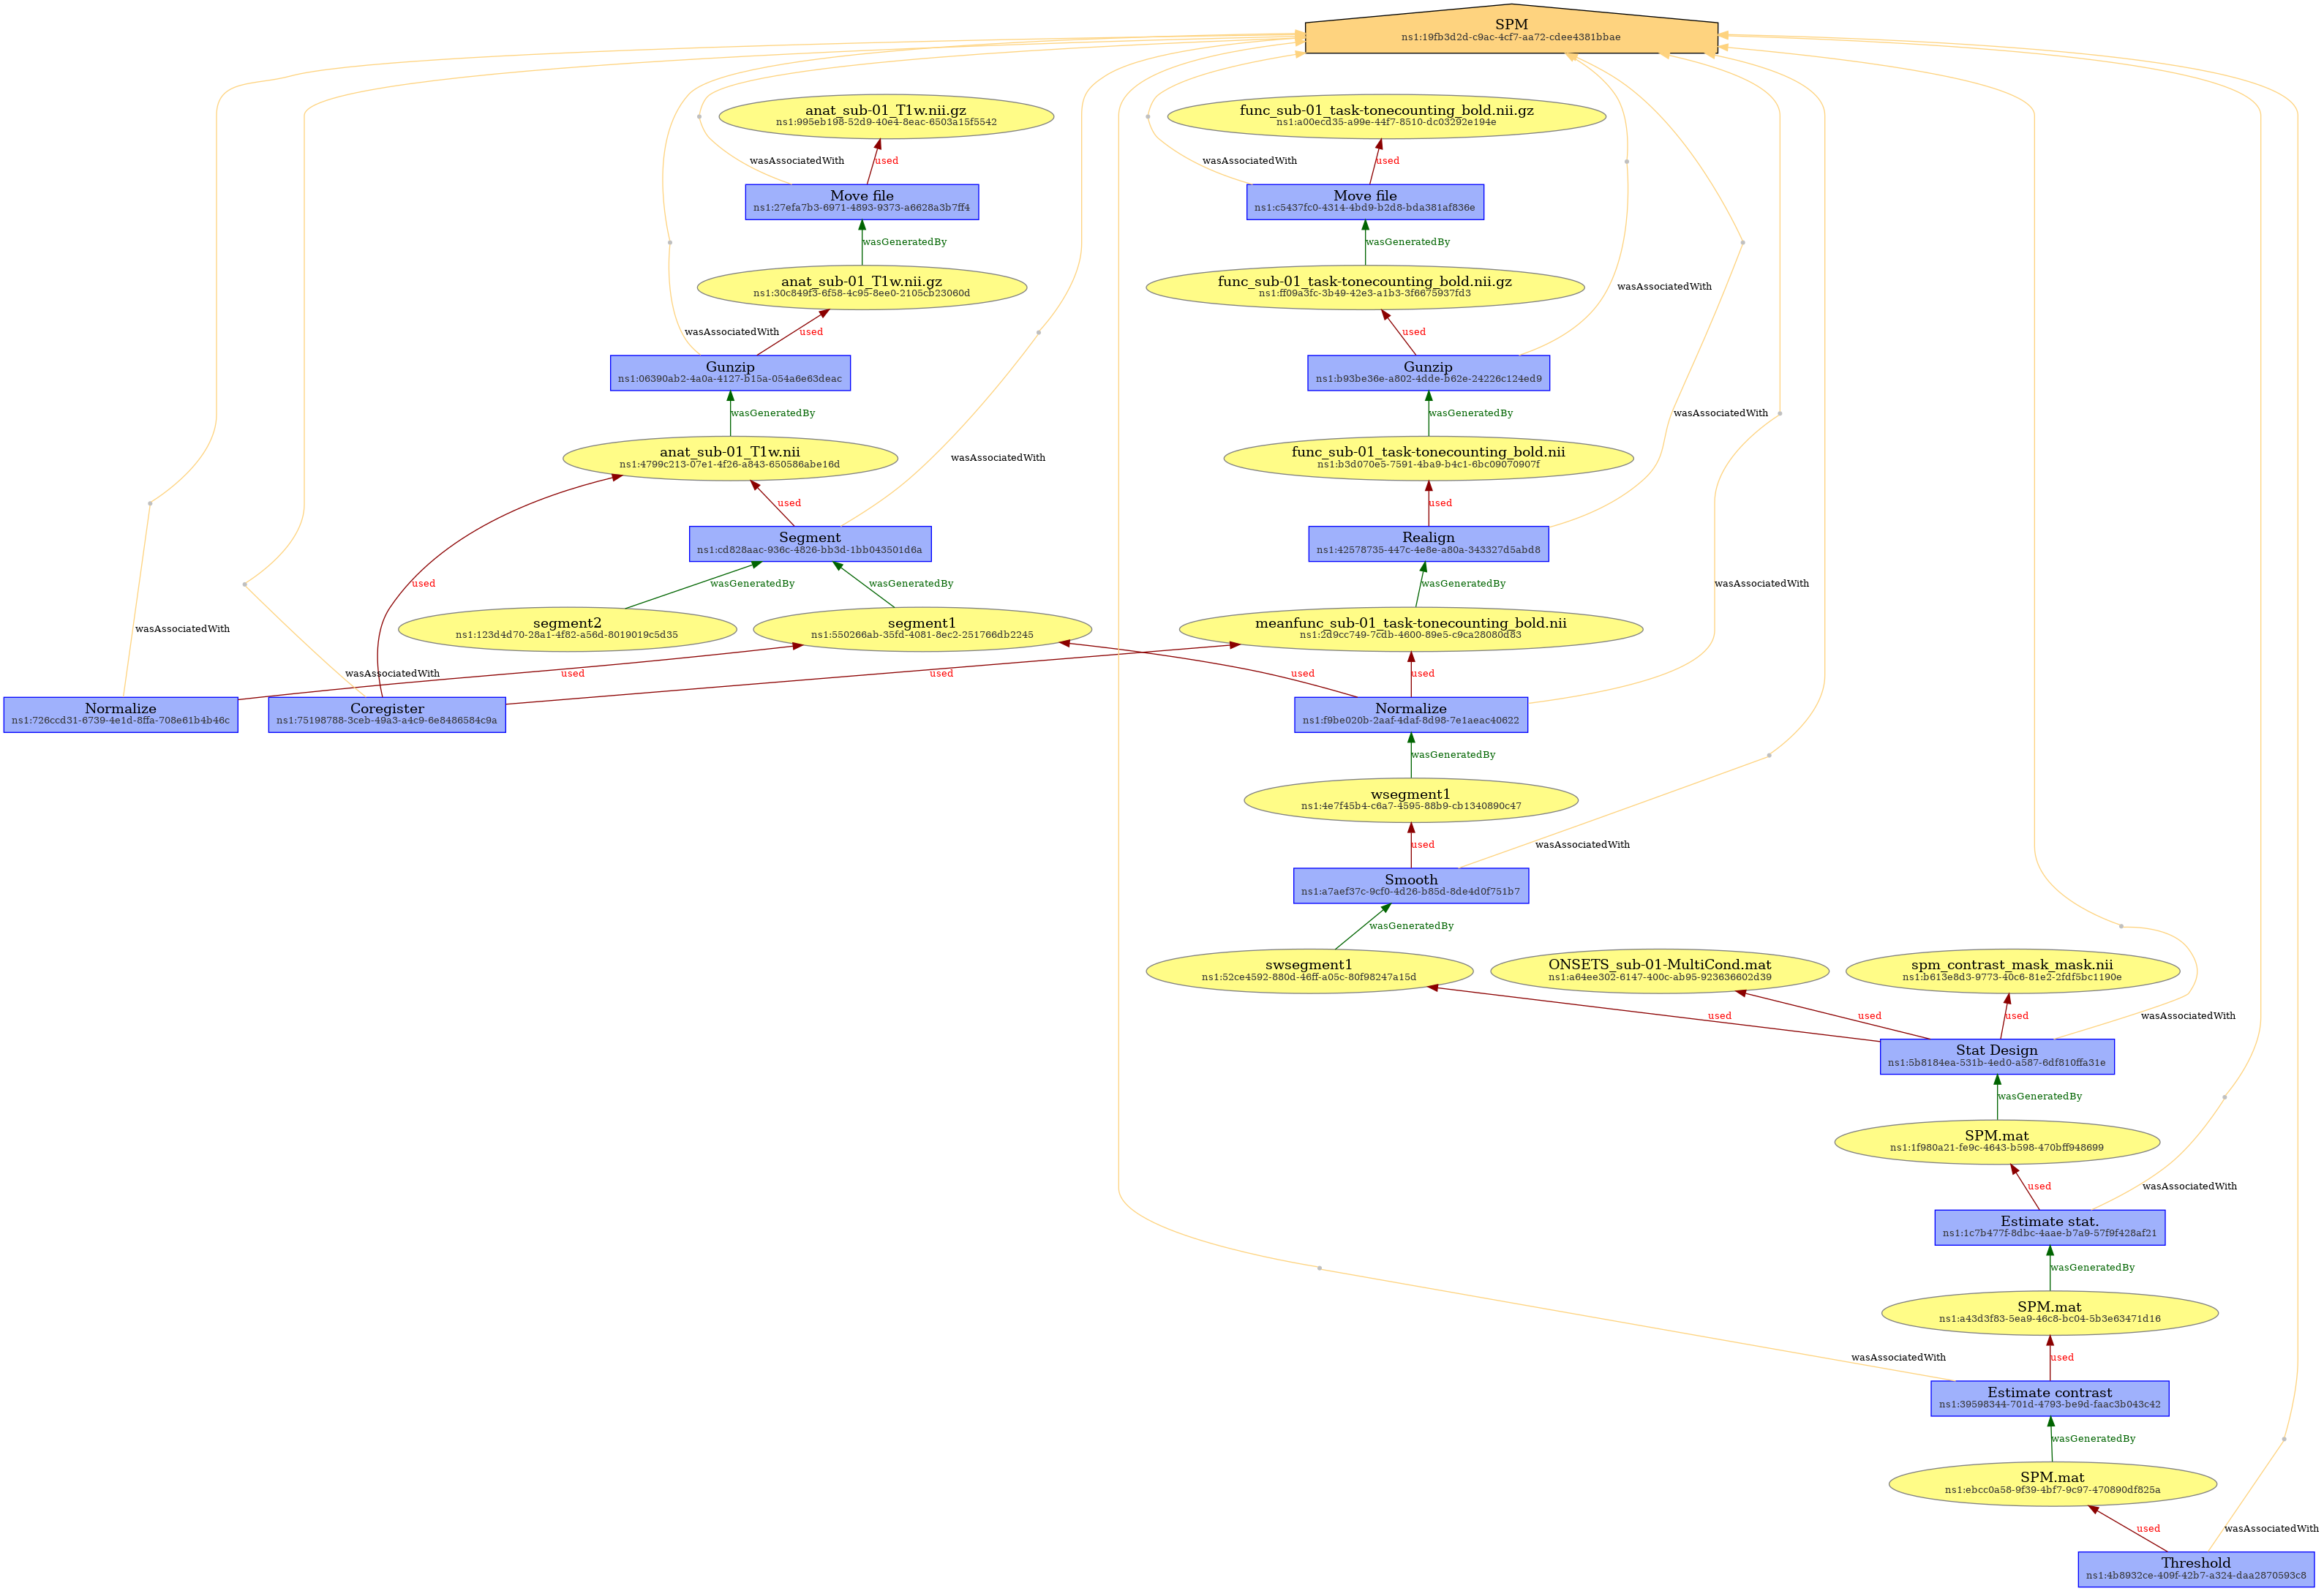 SPM
ns1:19fb3d2d-c9ac-4cf7-aa72-cdee4381bbae
anat_sub-01_T1w.nii.gz
ns1:995eb198-52d9-40e4-8eac-6503a15f5542
func_sub-01_task-tonecounting_bold.nii.gz
ns1:a00ecd35-a99e-44f7-8510-dc03292e194e
wasAssociatedWith
used
wasAssociatedWith
used
Move file
ns1:27efa7b3-6971-4893-9373-a6628a3b7ff4
Move file
ns1:c5437fc0-4314-4bd9-b2d8-bda381af836e
wasGeneratedBy
wasGeneratedBy
anat_sub-01_T1w.nii.gz
ns1:30c849f3-6f58-4c95-8ee0-2105cb23060d
func_sub-01_task-tonecounting_bold.nii.gz
ns1:ff09a3fc-3b49-42e3-a1b3-3f6675937fd3
wasAssociatedWith
wasAssociatedWith
used
used
Gunzip
ns1:06390ab2-4a0a-4127-b15a-054a6e63deac
Gunzip
ns1:b93be36e-a802-4dde-b62e-24226c124ed9
wasGeneratedBy
wasGeneratedBy
wasAssociatedWith
anat_sub-01_T1w.nii
ns1:4799c213-07e1-4f26-a843-650586abe16d
wasAssociatedWith
func_sub-01_task-tonecounting_bold.nii
ns1:b3d070e5-7591-4ba9-b4c1-6bc09070907f
used
used
Segment
ns1:cd828aac-936c-4826-bb3d-1bb043501d6a
Realign
ns1:42578735-447c-4e8e-a80a-343327d5abd8
used
wasGeneratedBy
wasGeneratedBy
wasGeneratedBy
wasAssociatedWith
wasAssociatedWith
segment2
ns1:123d4d70-28a1-4f82-a56d-8019019c5d35
segment1
ns1:550266ab-35fd-4081-8ec2-251766db2245
meanfunc_sub-01_task-tonecounting_bold.nii
ns1:2d9cc749-7cdb-4600-89e5-c9ca28080d83
wasAssociatedWith
used
used
used
used
Normalize
ns1:726ccd31-6739-4e1d-8ffa-708e61b4b46c
Coregister
ns1:75198788-3ceb-49a3-a4c9-6e8486584c9a
Normalize
ns1:f9be020b-2aaf-4daf-8d98-7e1aeac40622
wasGeneratedBy
wsegment1
ns1:4e7f45b4-c6a7-4595-88b9-cb1340890c47
used
wasAssociatedWith
Smooth
ns1:a7aef37c-9cf0-4d26-b85d-8de4d0f751b7
wasGeneratedBy
swsegment1
ns1:52ce4592-880d-46ff-a05c-80f98247a15d
ONSETS_sub-01-MultiCond.mat
ns1:a64ee302-6147-400c-ab95-923636602d39
spm_contrast_mask_mask.nii
ns1:b613e8d3-9773-40c6-81e2-2fdf5bc1190e
used
used
used
wasAssociatedWith
Stat Design
ns1:5b8184ea-531b-4ed0-a587-6df810ffa31e
wasGeneratedBy
SPM.mat
ns1:1f980a21-fe9c-4643-b598-470bff948699
used
wasAssociatedWith
Estimate stat.
ns1:1c7b477f-8dbc-4aae-b7a9-57f9f428af21
wasGeneratedBy
SPM.mat
ns1:a43d3f83-5ea9-46c8-bc04-5b3e63471d16
wasAssociatedWith
used
Estimate contrast
ns1:39598344-701d-4793-be9d-faac3b043c42
wasGeneratedBy
SPM.mat
ns1:ebcc0a58-9f39-4bf7-9c97-470890df825a
used
wasAssociatedWith
Threshold
ns1:4b8932ce-409f-42b7-a324-daa2870593c8